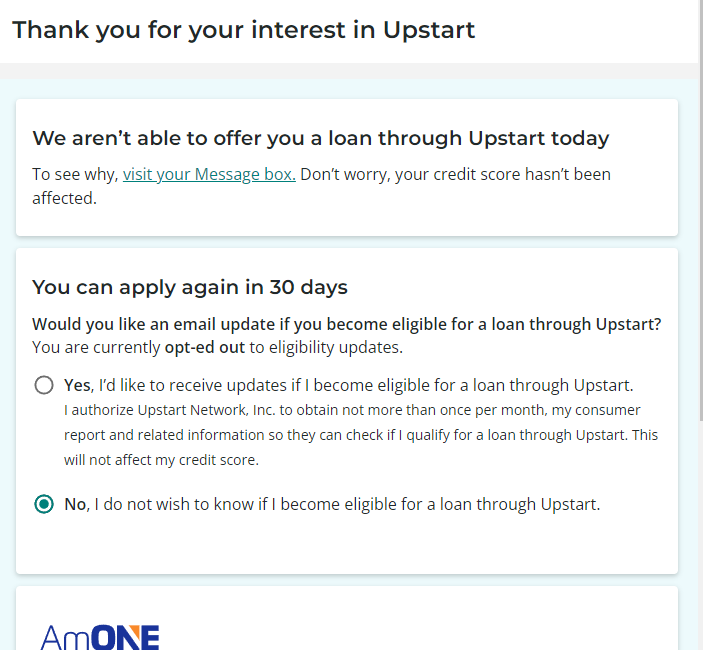 Thank you for your interest in Upstart
We aren’t able to offer you a loan through Upstart today
To see why, visit your Message box. Don’t worry, your credit score hasn’t been
affected.
You can apply again in 30 days
Would you like an email update if you become eligible for a loan through Upstart?
You are currently opt-ed out to eligibility updates.
Yes, I’d like to receive updates if I become eligible for a loan through Upstart.
I authorize Upstart Network, Inc. to obtain not more than once per month, my consumer
report and related information so they can check if I qualify for a loan through Upstart. This
will not affect my credit score.
No, I do not wish to know if I become eligible for a loan through Upstart.
AmONE